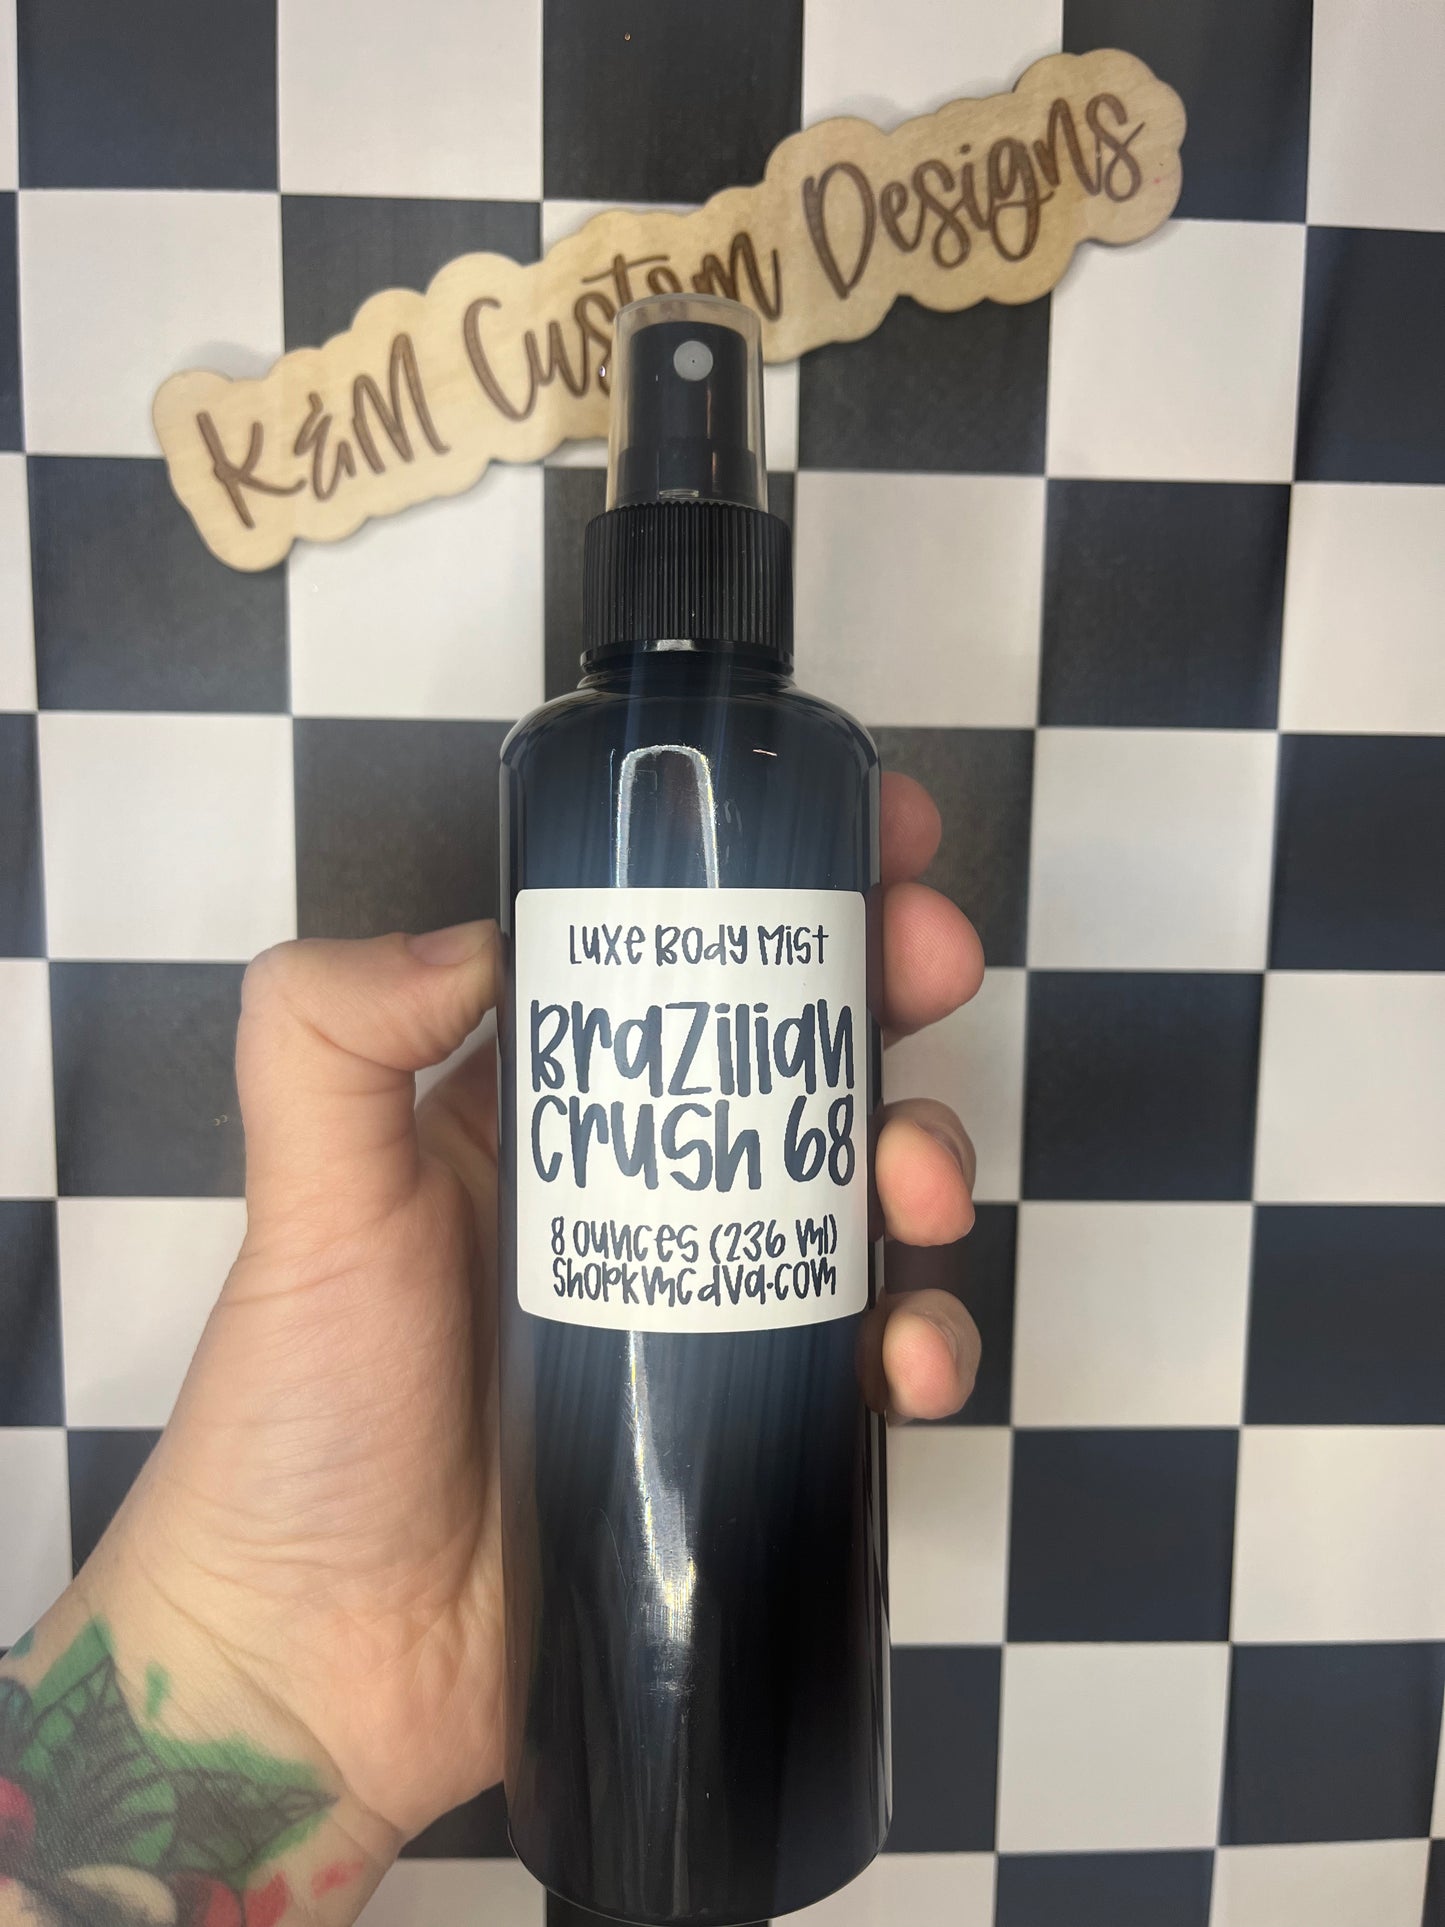 K&M Custom Designs
Luxe Body Mist
Brazilian
Crush 68
8 ounces (236 ml)
shopkmcdva.com